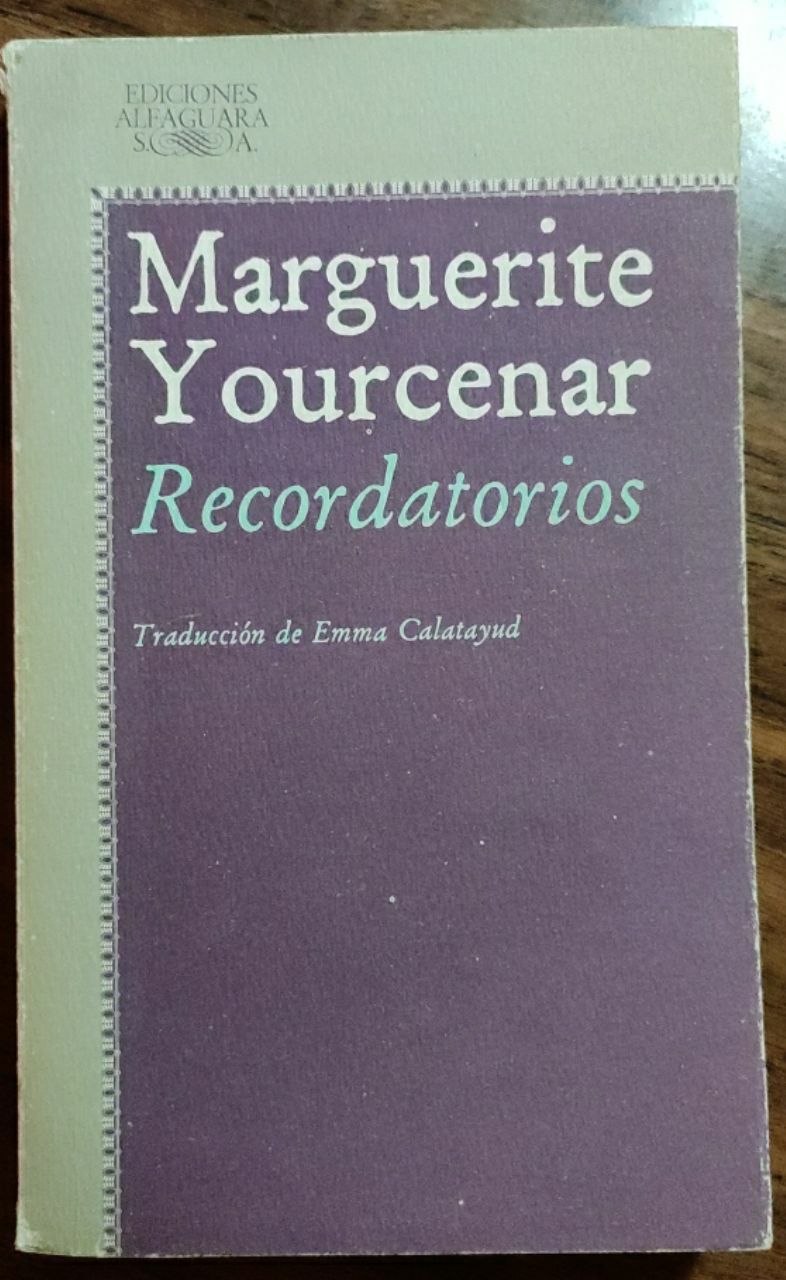 EDICIONES
ALFAGUARA
S. A.
Marguerite
Yourcenar
Recordatorios
Traducción de Emma Calatayud